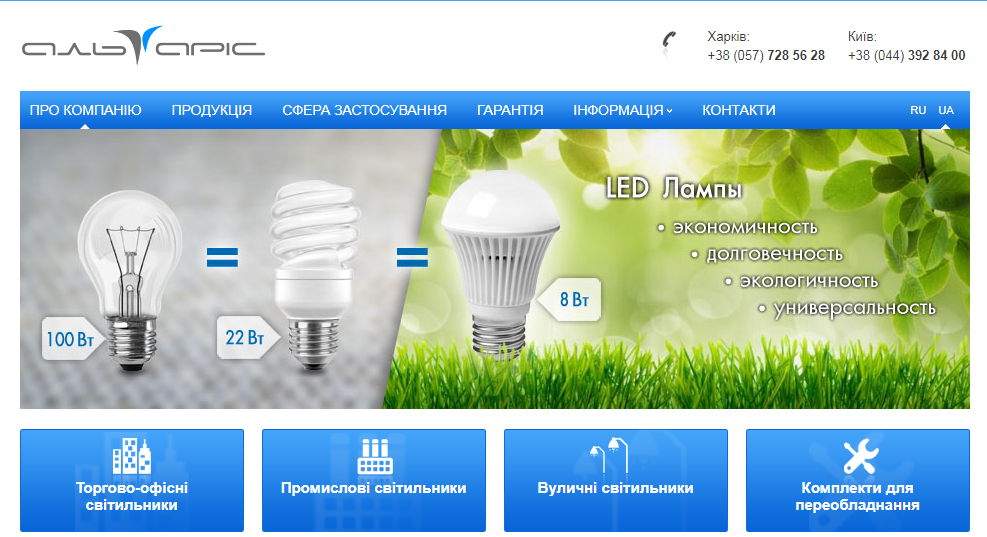 альтаріс
Харків:
+38 (057) 728 56 28
Київ:
+38 (044) 392 84 00
ПРО КОМПАНІЮ
ПРОДУКЦІЯ
СФЕРА ЗАСТОСУВАННЯ
ГАРАНТІЯ
ІНФОРМАЦІЯ
КОНТАКТИ
RU
UA
LED Лампы
• экономичность
• долговечность
• экологичность
• универсальность
100 Вт
=
22 Вт
=
8 Вт
Торгово-офісні
світильники
Промислові світильники
Вуличні світильники
Комплекти для
переобладнання